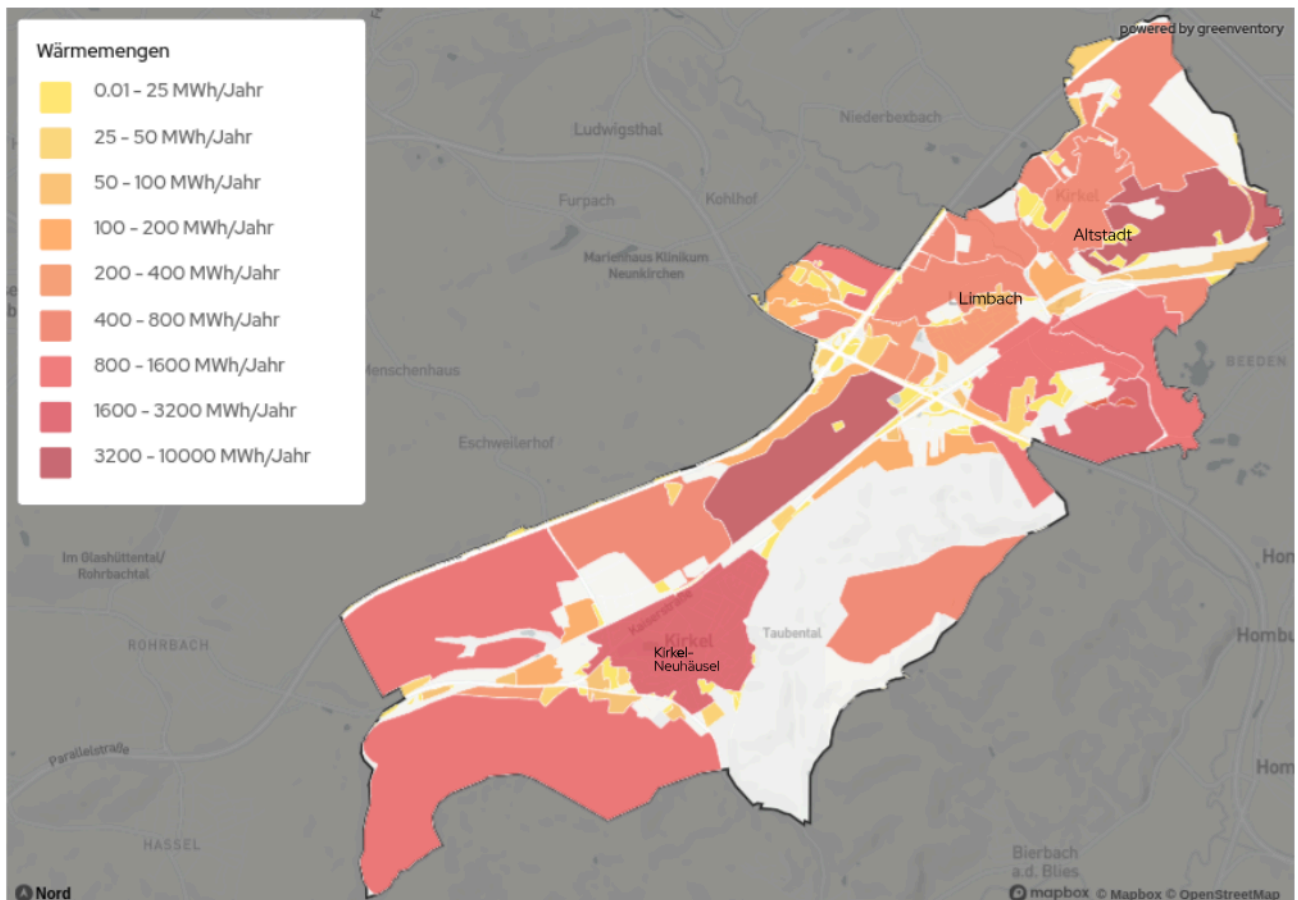 powered by greenventory
Wärmemengen
0.01 - 25 MWh/Jahr
25 - 50 MWh/Jahr
50 - 100 MWh/Jahr
100 - 200 MWh/Jahr
200 - 400 MWh/Jahr
400 - 800 MWh/Jahr
800 - 1600 MWh/Jahr
1600 - 3200 MWh/Jahr
3200 - 10000 MWh/Jahr
Ludwigsthal
Niederbexbach
Furpach
Kohlhof
Kirkel
Altstadt
Marienhaus Klinikum
Neunkirchen
Limbach
Menschenhaus
BEEDEN
Eschweilerhof
Im Glashüttental/
Rohrbachtal
Hom
Kaiserstraße
ROHRBACH
Taubental
Kirkel
Hombu
Kirkel-
Neuhäusel
Parallelstraße
Hom
HASSEL
Bierbach
a.d. Blies
Nord
mapbox © Mapbox © OpenStreetMap